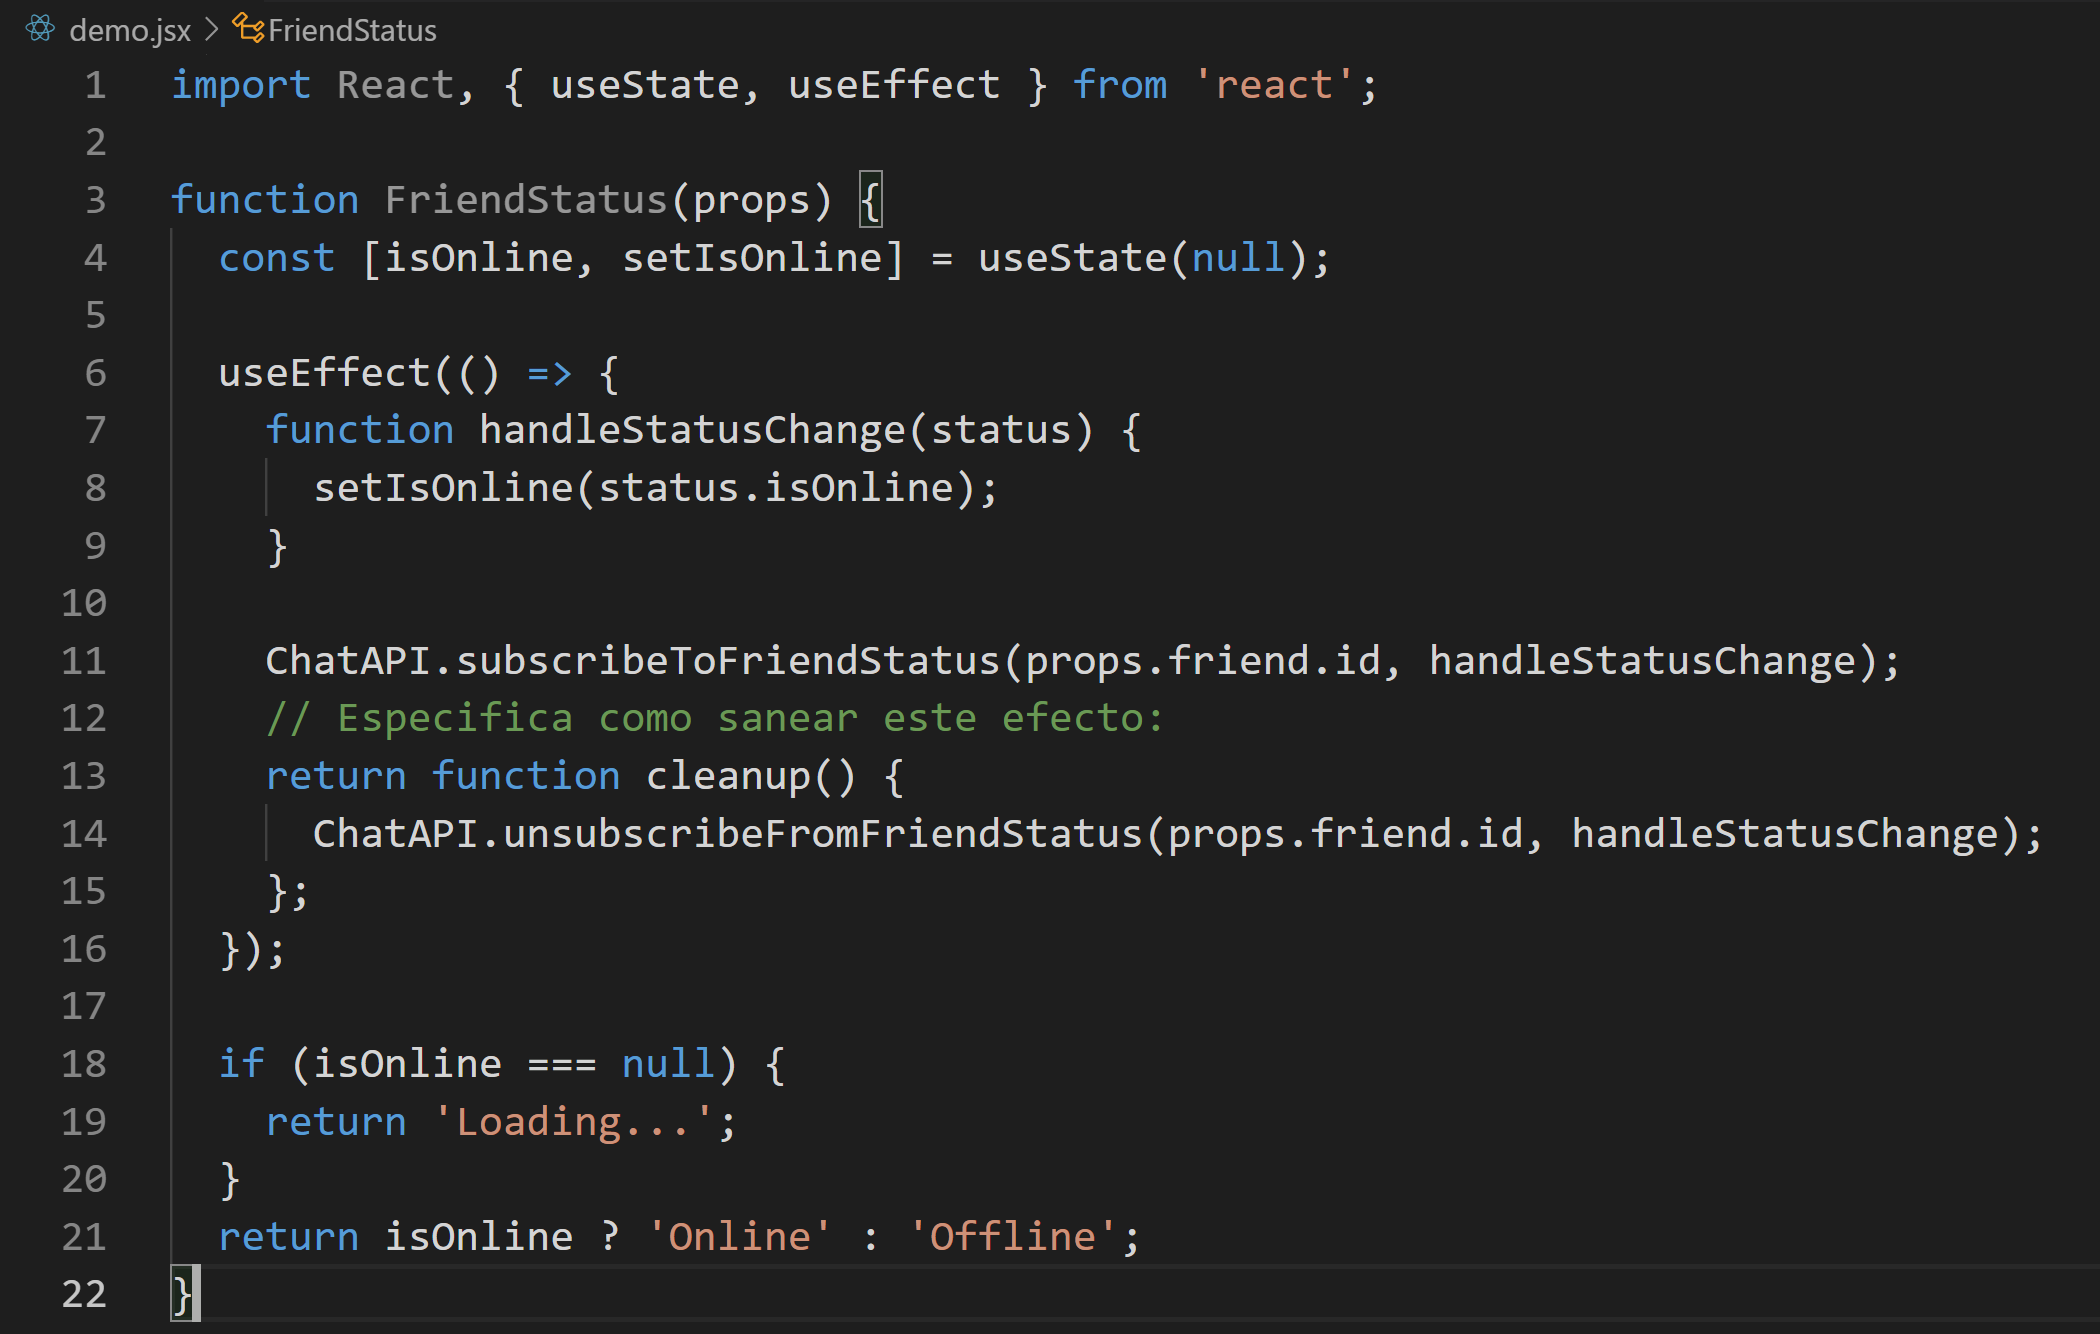 demo.jsx > FriendStatus
1 import React, { useState, useEffect } from 'react';
2
3 function FriendStatus(props) {
4   const [isOnline, setIsOnline] = useState(null);
5
6   useEffect(() => {
7     function handleStatusChange(status) {
8       setIsOnline(status.isOnline);
9     }
10
11     ChatAPI.subscribeToFriendStatus(props.friend.id, handleStatusChange);
12     // Especifica como sanear este efecto:
13     return function cleanup() {
14       ChatAPI.unsubscribeFromFriendStatus(props.friend.id, handleStatusChange);
15     };
16   });
17
18   if (isOnline === null) {
19     return 'Loading...';
20   }
21   return isOnline ? 'Online' : 'Offline';
22 }